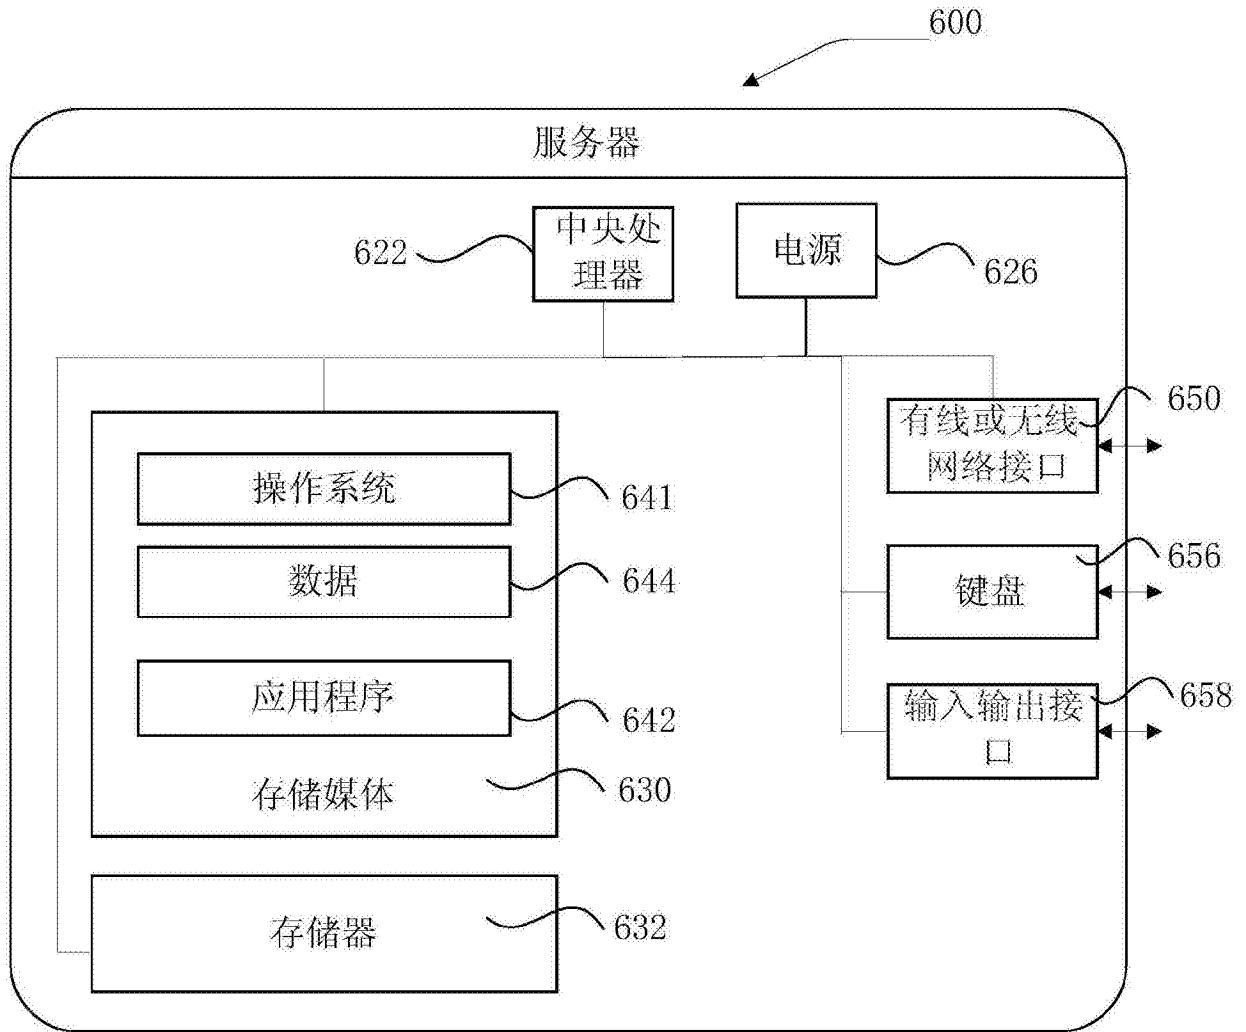 600
服务器
622
中央处
理器
电源
626
有线或无线
网络接口
650
操作系统
641
数据
644
键盘
656
应用程序
642
输入输出接
口
658
存储媒体
630
存储器
632